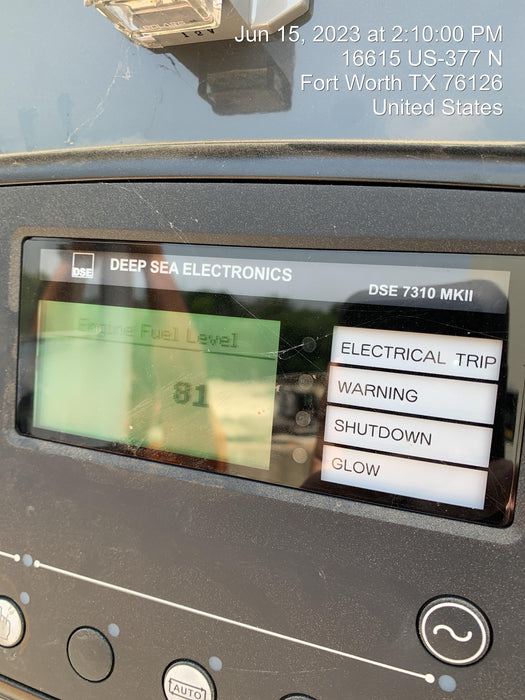 Jun 15, 2023 at 2:10:00 PM
16615 US-377 N
Fort Worth TX 76126
United States
DSE
DEEP SEA ELECTRONICS
DSE 7310 MKII
Engine Fuel Level
81
ELECTRICAL TRIP
WARNING
SHUTDOWN
GLOW
AUTO